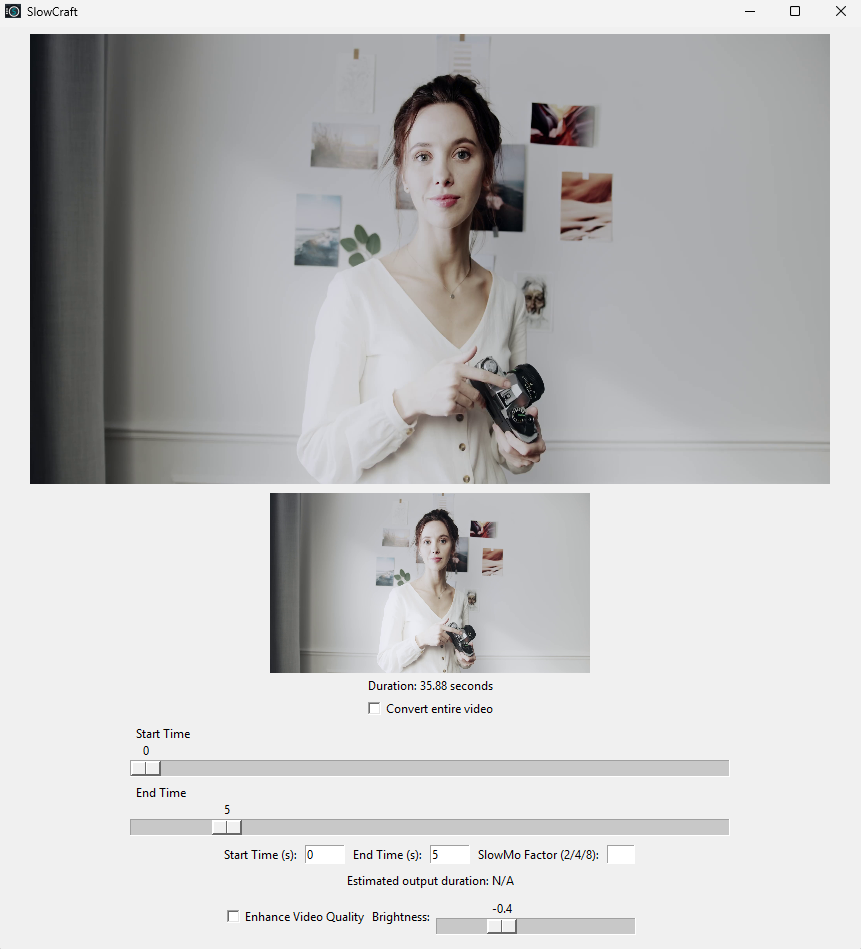 SlowCraft
Duration: 35.88 seconds
Convert entire video
Start Time
0
End Time
5
Start Time (s): 0 End Time (s): 5 SlowMo Factor (2/4/8):
Estimated output duration: N/A
-0.4
Enhance Video Quality Brightness: